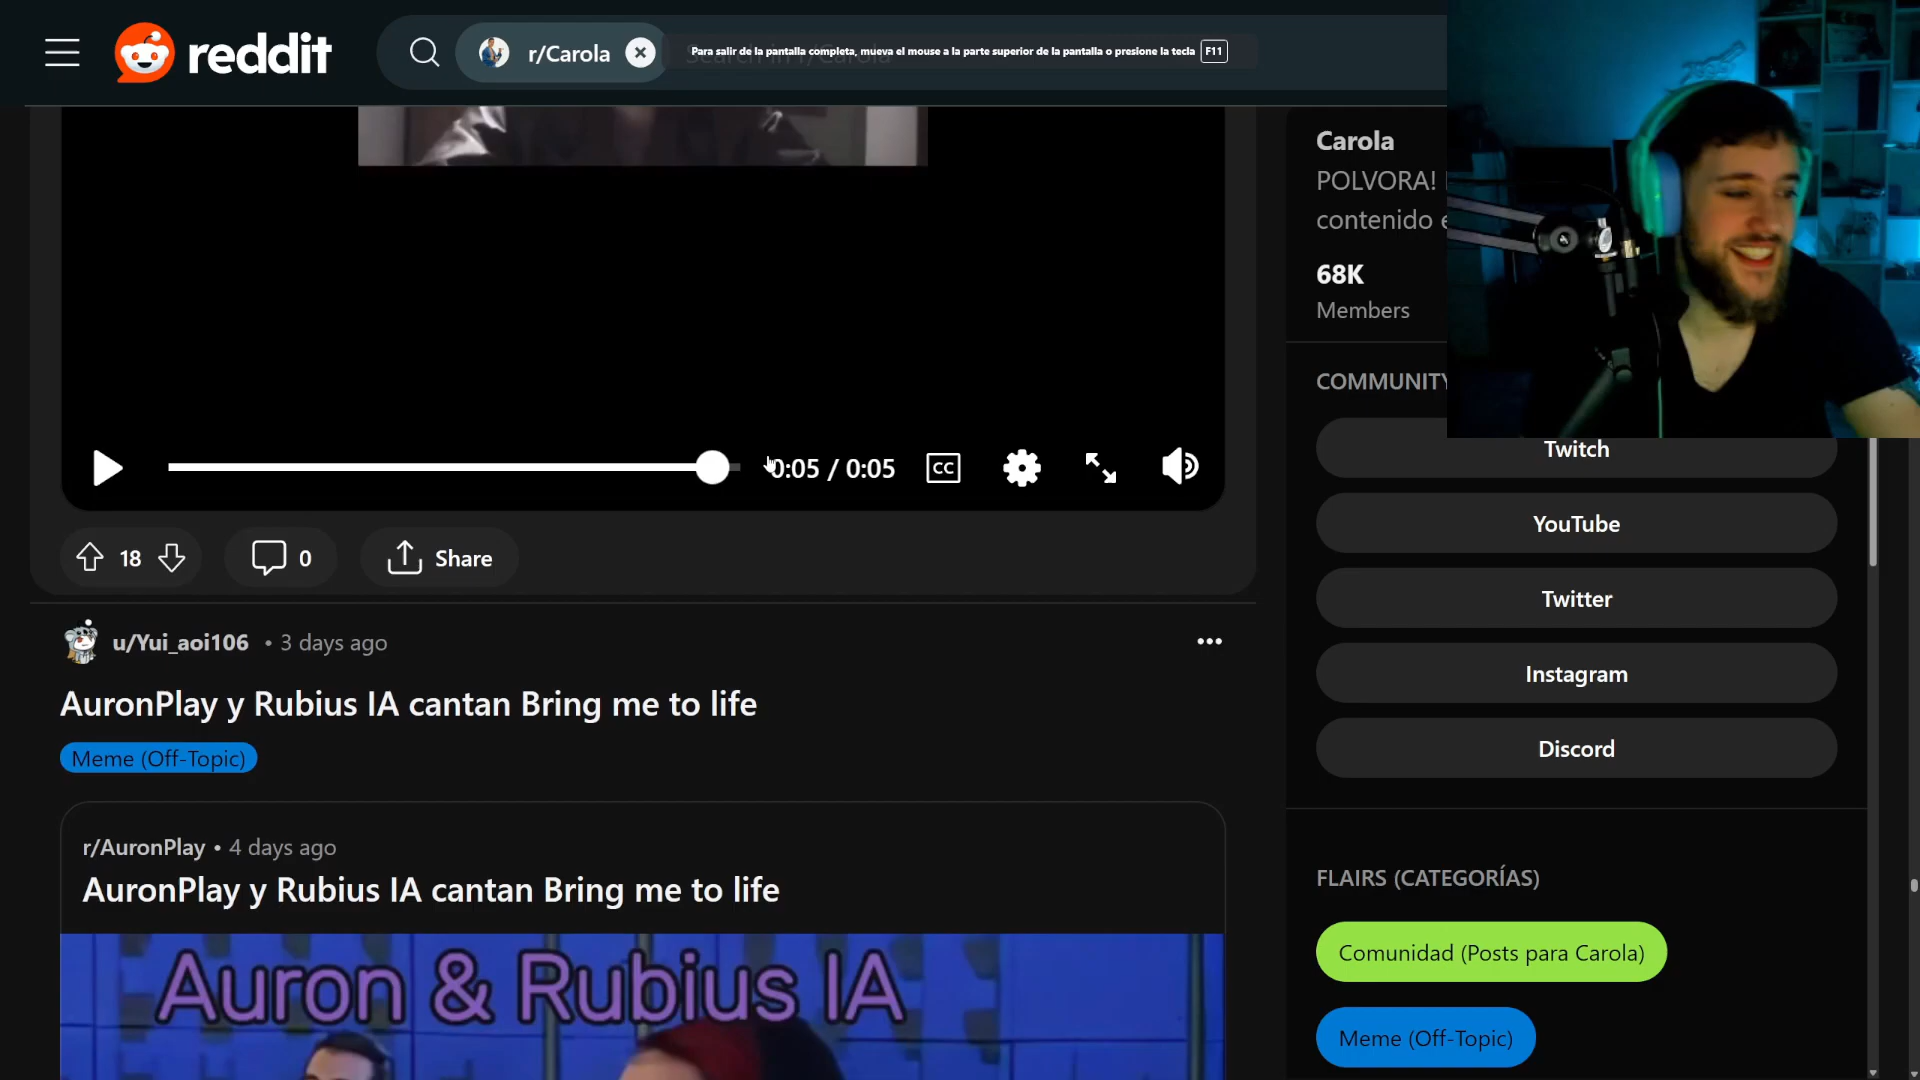 reddit
r/Carola
Search in r/Carola
Para salir de la pantalla completa, mueva el mouse a la parte superior de la pantalla o presione la tecla F11
0:05 / 0:05
CC
18
0
Share
u/Yui_aoi106 • 3 days ago
AuronPlay y Rubius IA cantan Bring me to life
Meme (Off-Topic)
r/AuronPlay • 4 days ago
AuronPlay y Rubius IA cantan Bring me to life
Auron & Rubius IA
Carola
POLVORA!
contenido
68K
Members
COMMUNITY
Twitch
YouTube
Twitter
Instagram
Discord
FLAIRS (CATEGORÍAS)
Comunidad (Posts para Carola)
Meme (Off-Topic)